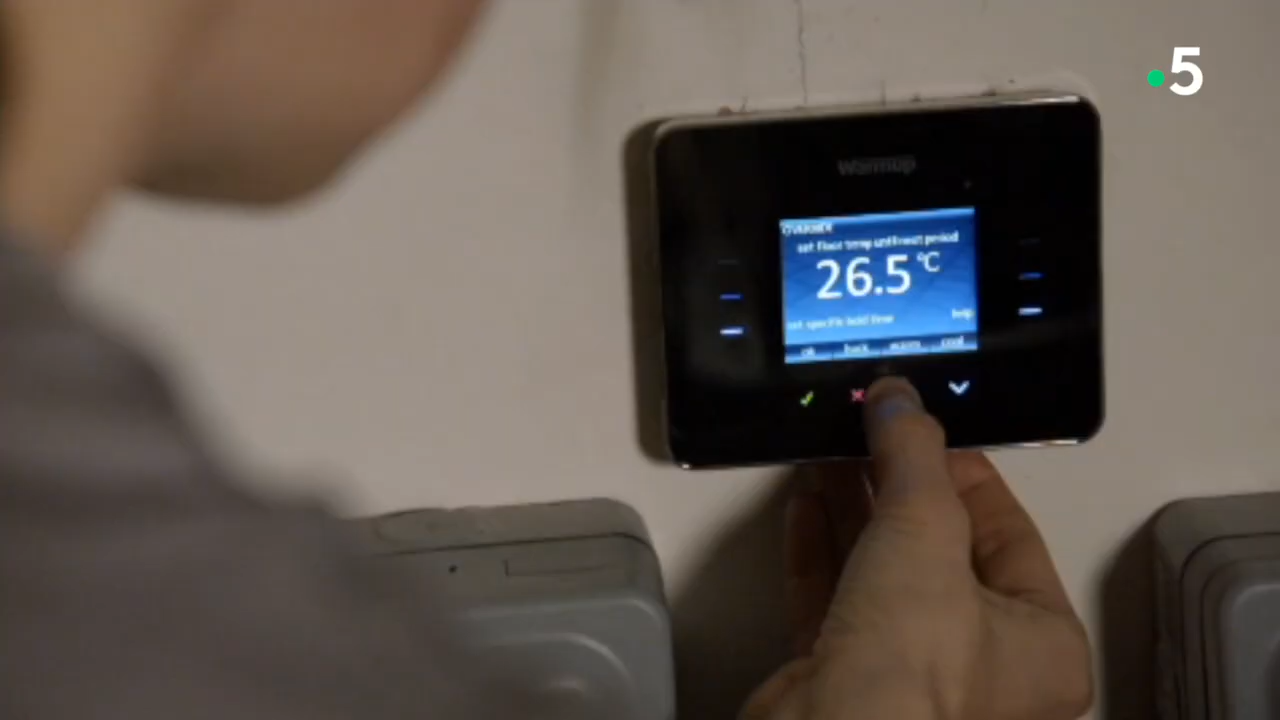 5
Warmup
override
set floor temp until next period
26.5 °C
set specific hold time
help
ok back warm cool